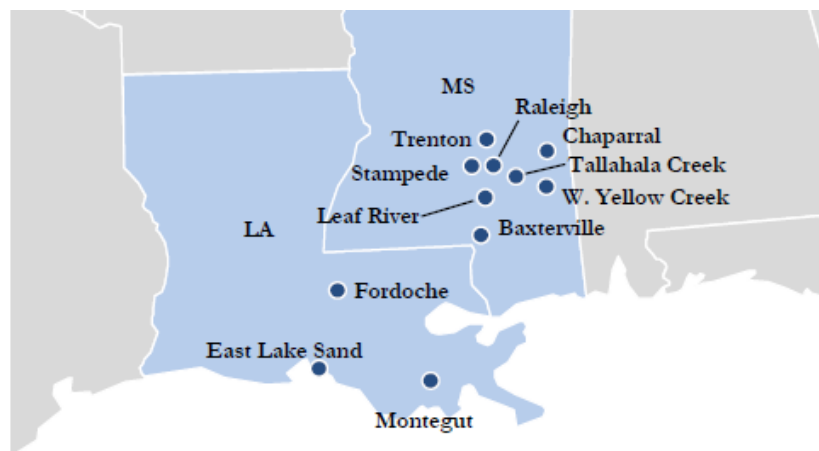 MS
Raleigh
Trenton
Chaparral
Stampede
Tallahala Creek
W. Yellow Creek
Leaf River
LA
Baxterville
Fordoche
East Lake Sand
Montegut